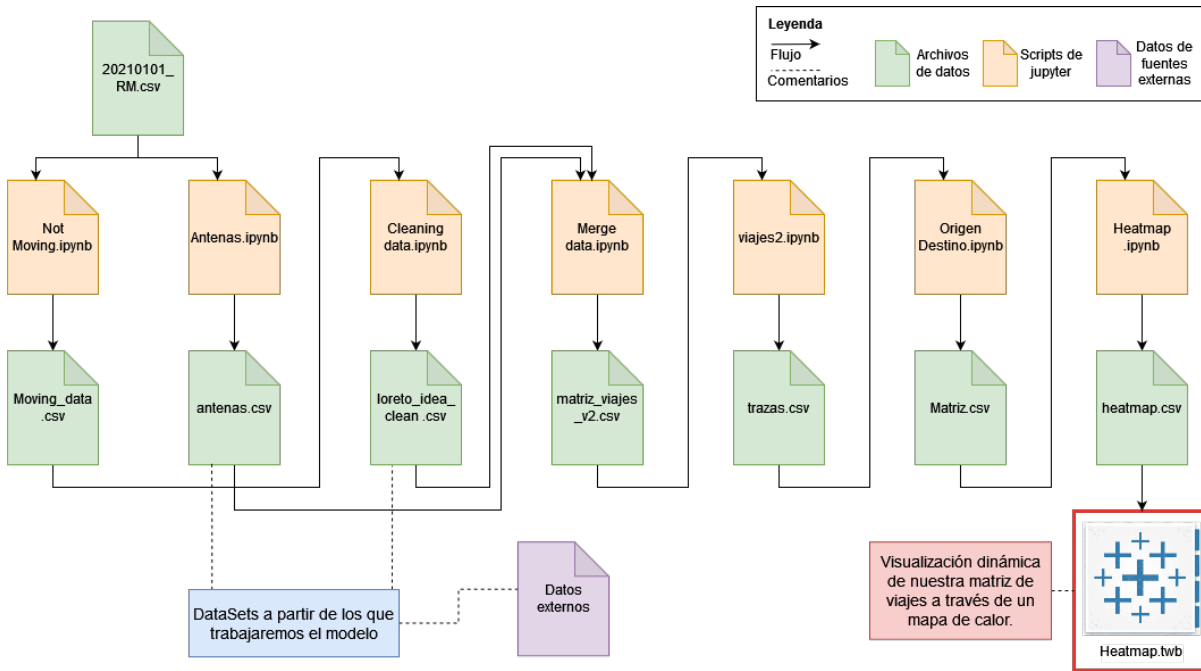 Leyenda
Flujo
Comentarios
Archivos
de datos
Scripts de
jupyter
Datos de
fuentes
externas
20210101_
RM.csv
Not
Moving.ipynb
Antenas.ipynb
Cleaning
data.ipynb
Merge
data.ipynb
viajes2.ipynb
Origen
Destino.ipynb
Heatmap
.ipynb
Moving_data
.csv
antenas.csv
loreto_idea_
clean .csv
matriz_viajes
_v2.csv
trazas.csv
Matriz.csv
heatmap.csv
DataSets a partir de los que
trabajaremos el modelo
Datos
externos
Visualización dinámica
de nuestra matriz de
viajes a través de un
mapa de calor.
Heatmap.twb